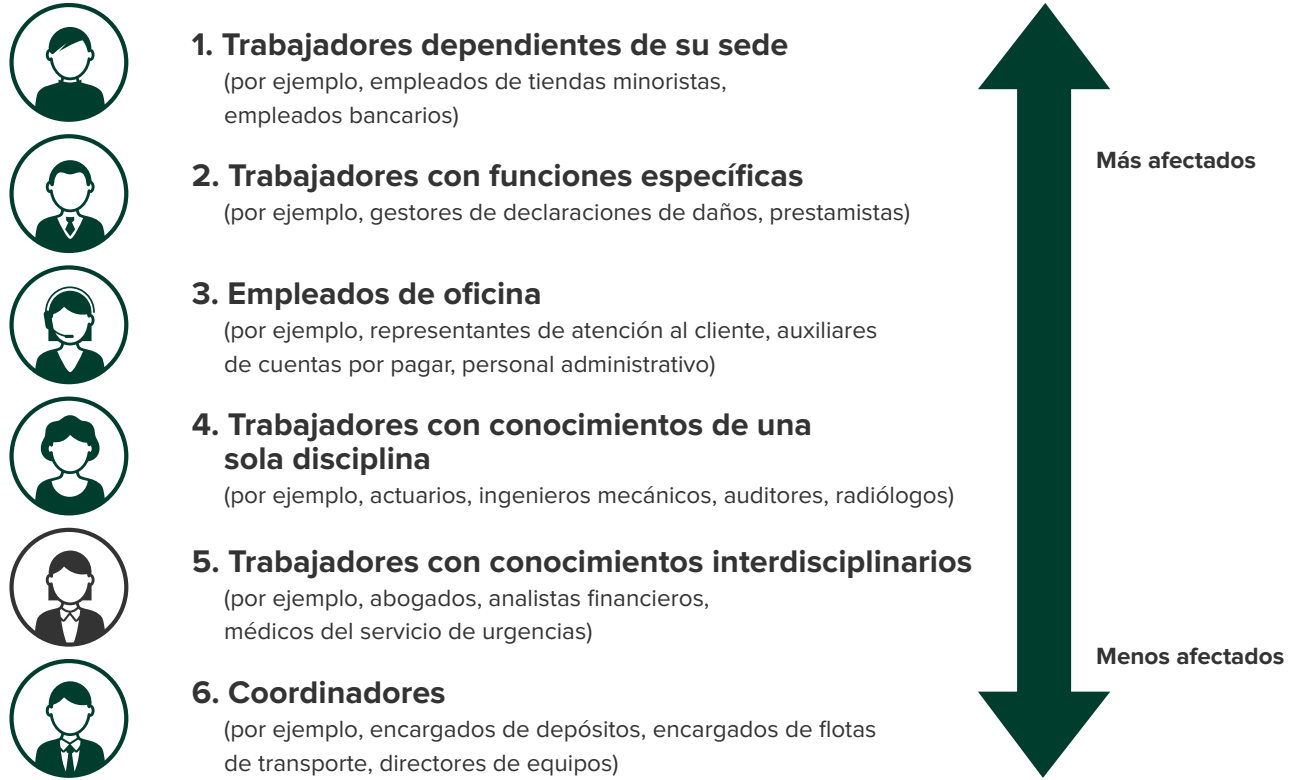 1. Trabajadores dependientes de su sede
(por ejemplo, empleados de tiendas minoristas,
empleados bancarios)
Más afectados
2. Trabajadores con funciones específicas
(por ejemplo, gestores de declaraciones de daños, prestamistas)
3. Empleados de oficina
(por ejemplo, representantes de atención al cliente, auxiliares
de cuentas por pagar, personal administrativo)
4. Trabajadores con conocimientos de una
sola disciplina
(por ejemplo, actuarios, ingenieros mecánicos, auditores, radiólogos)
5. Trabajadores con conocimientos interdisciplinarios
(por ejemplo, abogados, analistas financieros,
médicos del servicio de urgencias)
Menos afectados
6. Coordinadores
(por ejemplo, encargados de depósitos, encargados de flotas
de transporte, directores de equipos)